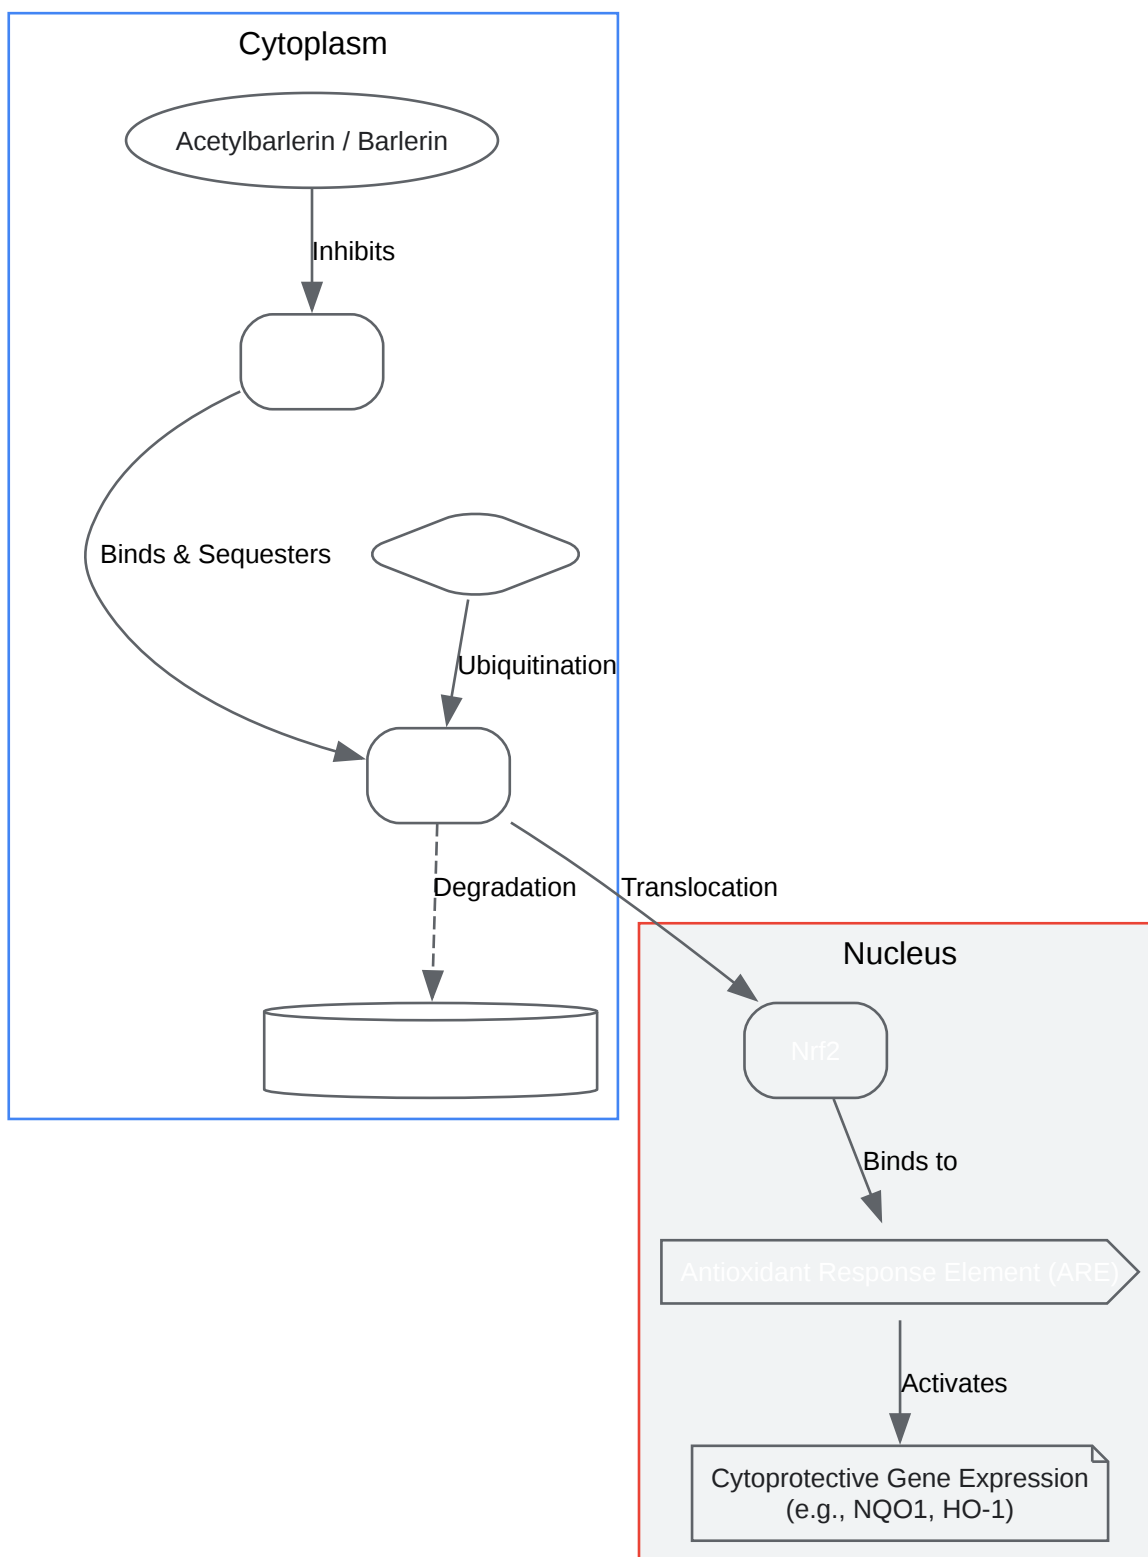 Cytoplasm
Acetylbarlerin / Barlerin
Inhibits
Binds & Sequesters
Ubiquitination
Degradation
Translocation
Nucleus
Nrf2
Binds to
Antioxidant Response Element (ARE)
Activates
Cytoprotective Gene Expression
(e.g., NQO1, HO-1)